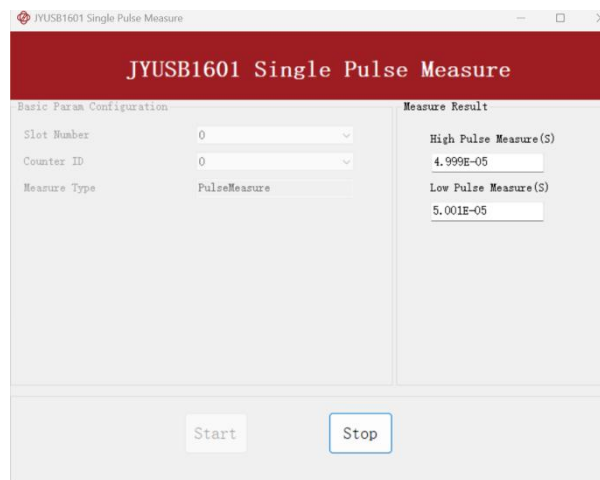 JYUSB1601 Single Pulse Measure
JYUSB1601 Single Pulse Measure
Basic Param Configuration
Slot Number
0
Counter ID
0
Measure Type
PulseMeasure
Measure Result
High Pulse Measure(S)
4.999E-05
Low Pulse Measure(S)
5.001E-05
Start
Stop